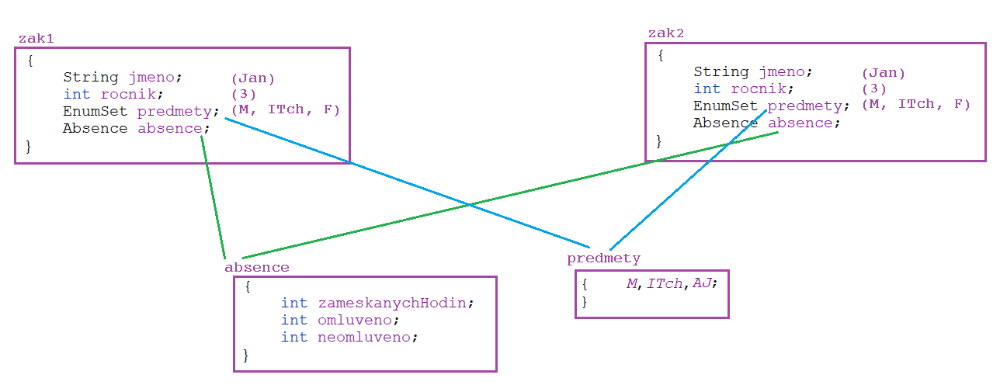 zak1
{
String jmeno; (Jan)
int rocnik; (3)
EnumSet predmety; (M, ITch, F)
Absence absence;
}
zak2
{
String jmeno; (Jan)
int rocnik; (3)
EnumSet predmety; (M, ITch, F)
Absence absence;
}
absence
{
int zameskanychHodin;
int omluveno;
int neomluveno;
}
predmety
{ M,ITch,AJ;
}